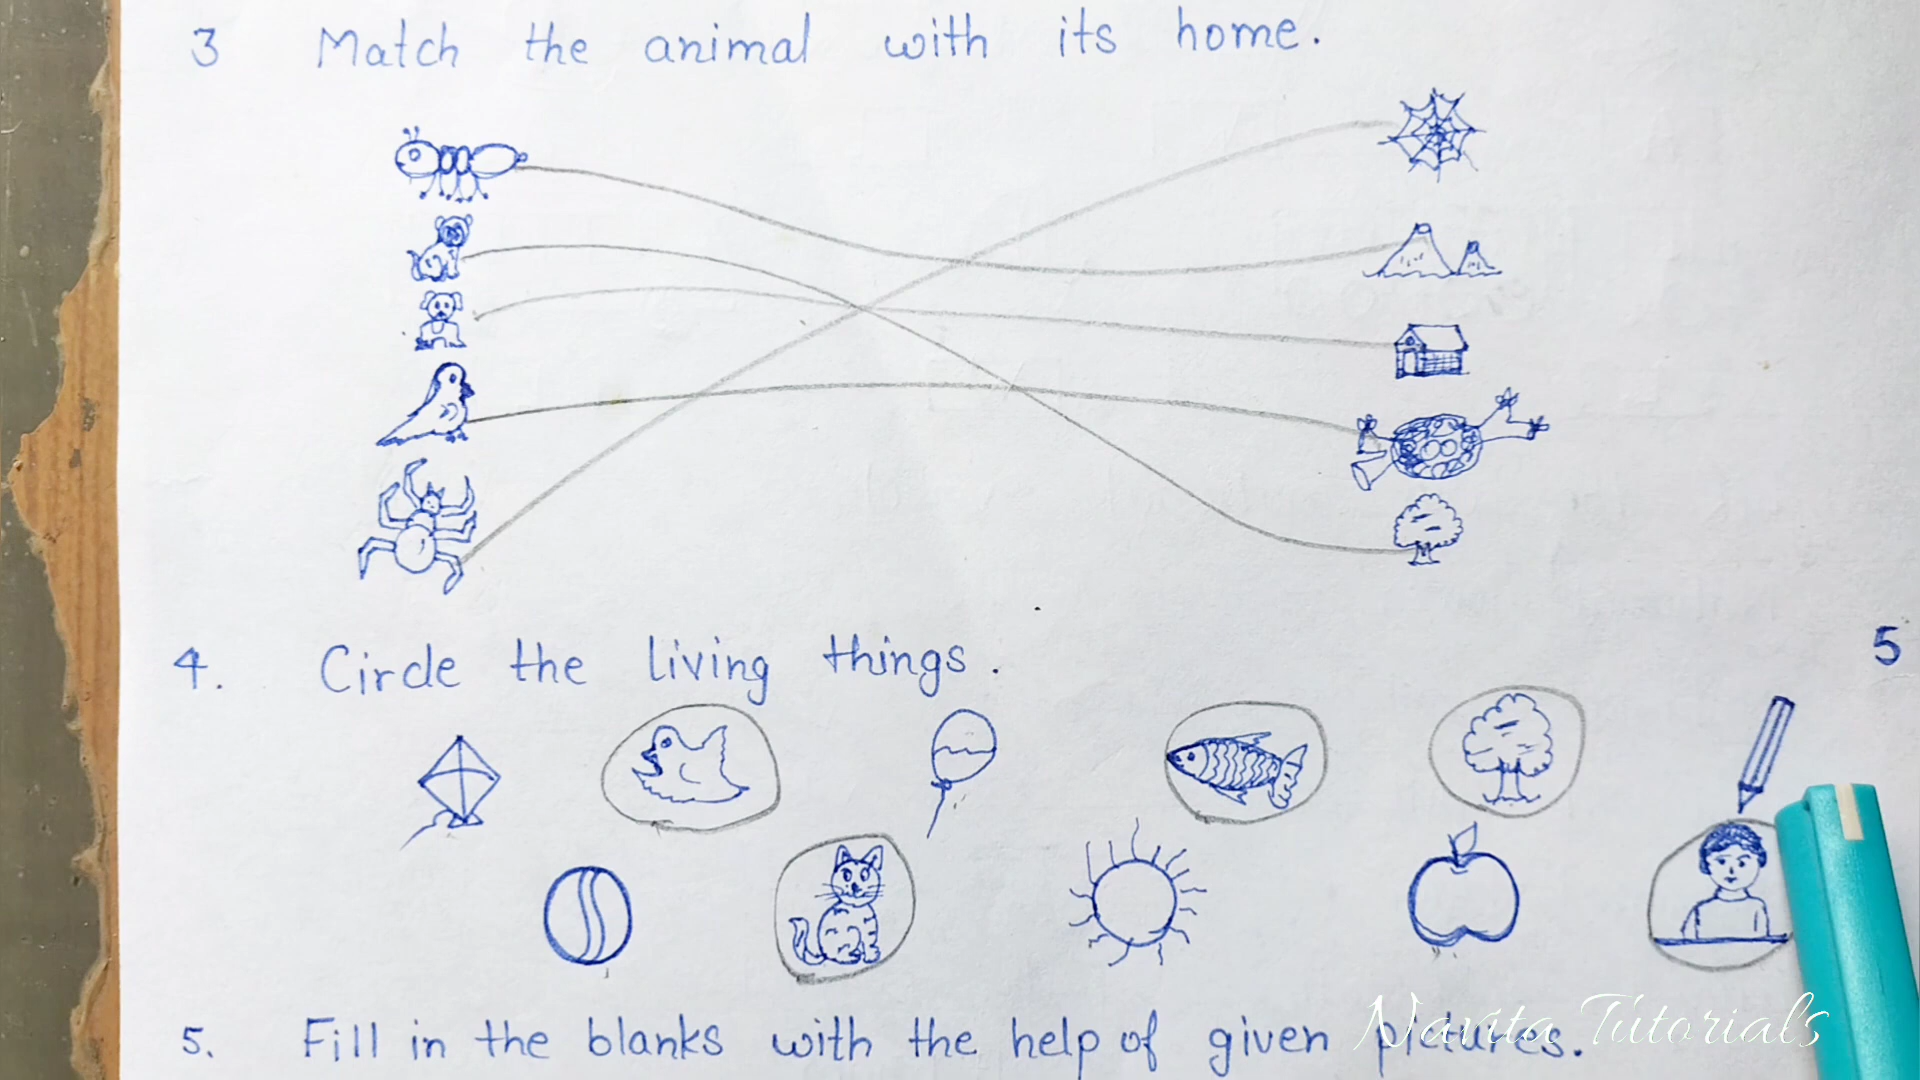 3 Match the animal with its home.
4. Circle the living things. 5
5. Fill in the blanks with the help of given pictures.
Navita Tutorials